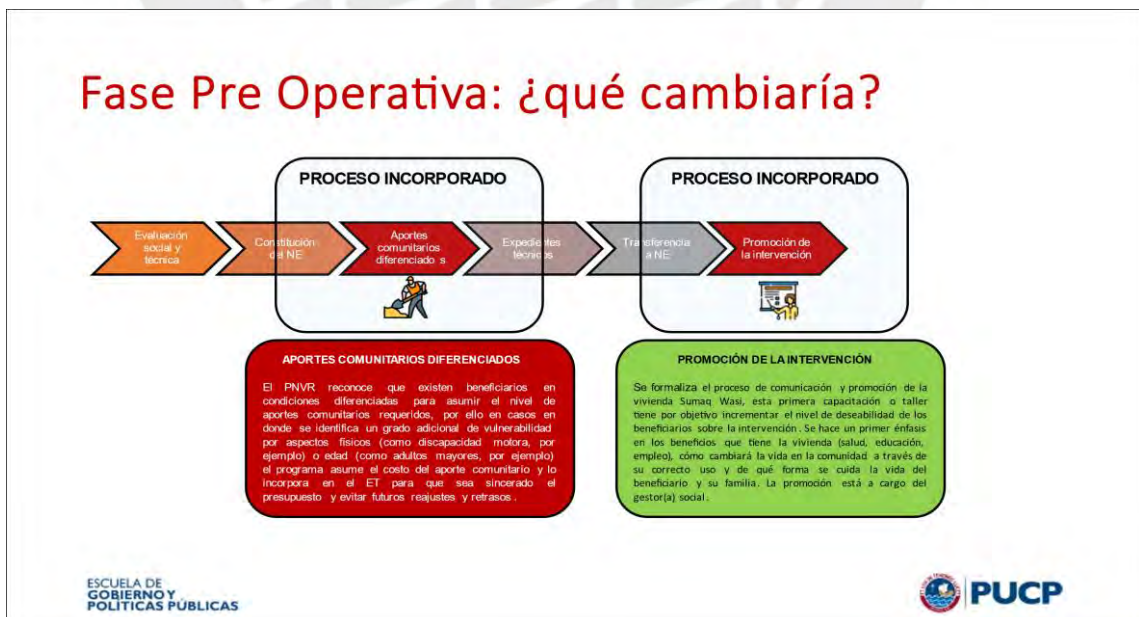 Fase Pre Operativa: ¿qué cambiaría?
PROCESO INCORPORADO
PROCESO INCORPORADO
Evaluación
social y
técnica
Constitución
del NE
Aportes
comunitarios
diferenciado s
Expedientes
técnicos
Transferencia
a NE
Promoción de
la intervención
APORTES COMUNITARIOS DIFERENCIADOS
El PNVR reconoce que existen beneficiarios en
condiciones diferenciadas para asumir el nivel de
aportes comunitarios requeridos, por ello en casos en
donde se identifica un grado adicional de vulnerabilidad
por aspectos físicos (como discapacidad motora, por
ejemplo) o edad (como adultos mayores, por ejemplo)
el programa asume el costo del aporte comunitario y lo
incorpora en el ET para que sea sincerado el
presupuesto y evitar futuros reajustes y retrasos.
PROMOCIÓN DE LA INTERVENCIÓN
Se formaliza el proceso de comunicación y promoción de la
vivienda Sumaq Wasi, esta primera capacitación o taller
tiene por objetivo incrementar el nivel de deseabilidad de los
beneficiarios sobre la intervención. Se hace un primer énfasis
en los beneficios que tiene la vivienda (salud, educación,
empleo), cómo cambiará la vida en la comunidad a través de
su correcto uso y de qué forma se cuida la vida del
beneficiario y su familia. La promoción está a cargo del
gestor(a) social.
ESCUELA DE
GOBIERNO Y
POLÍTICAS PÚBLICAS
PUCP